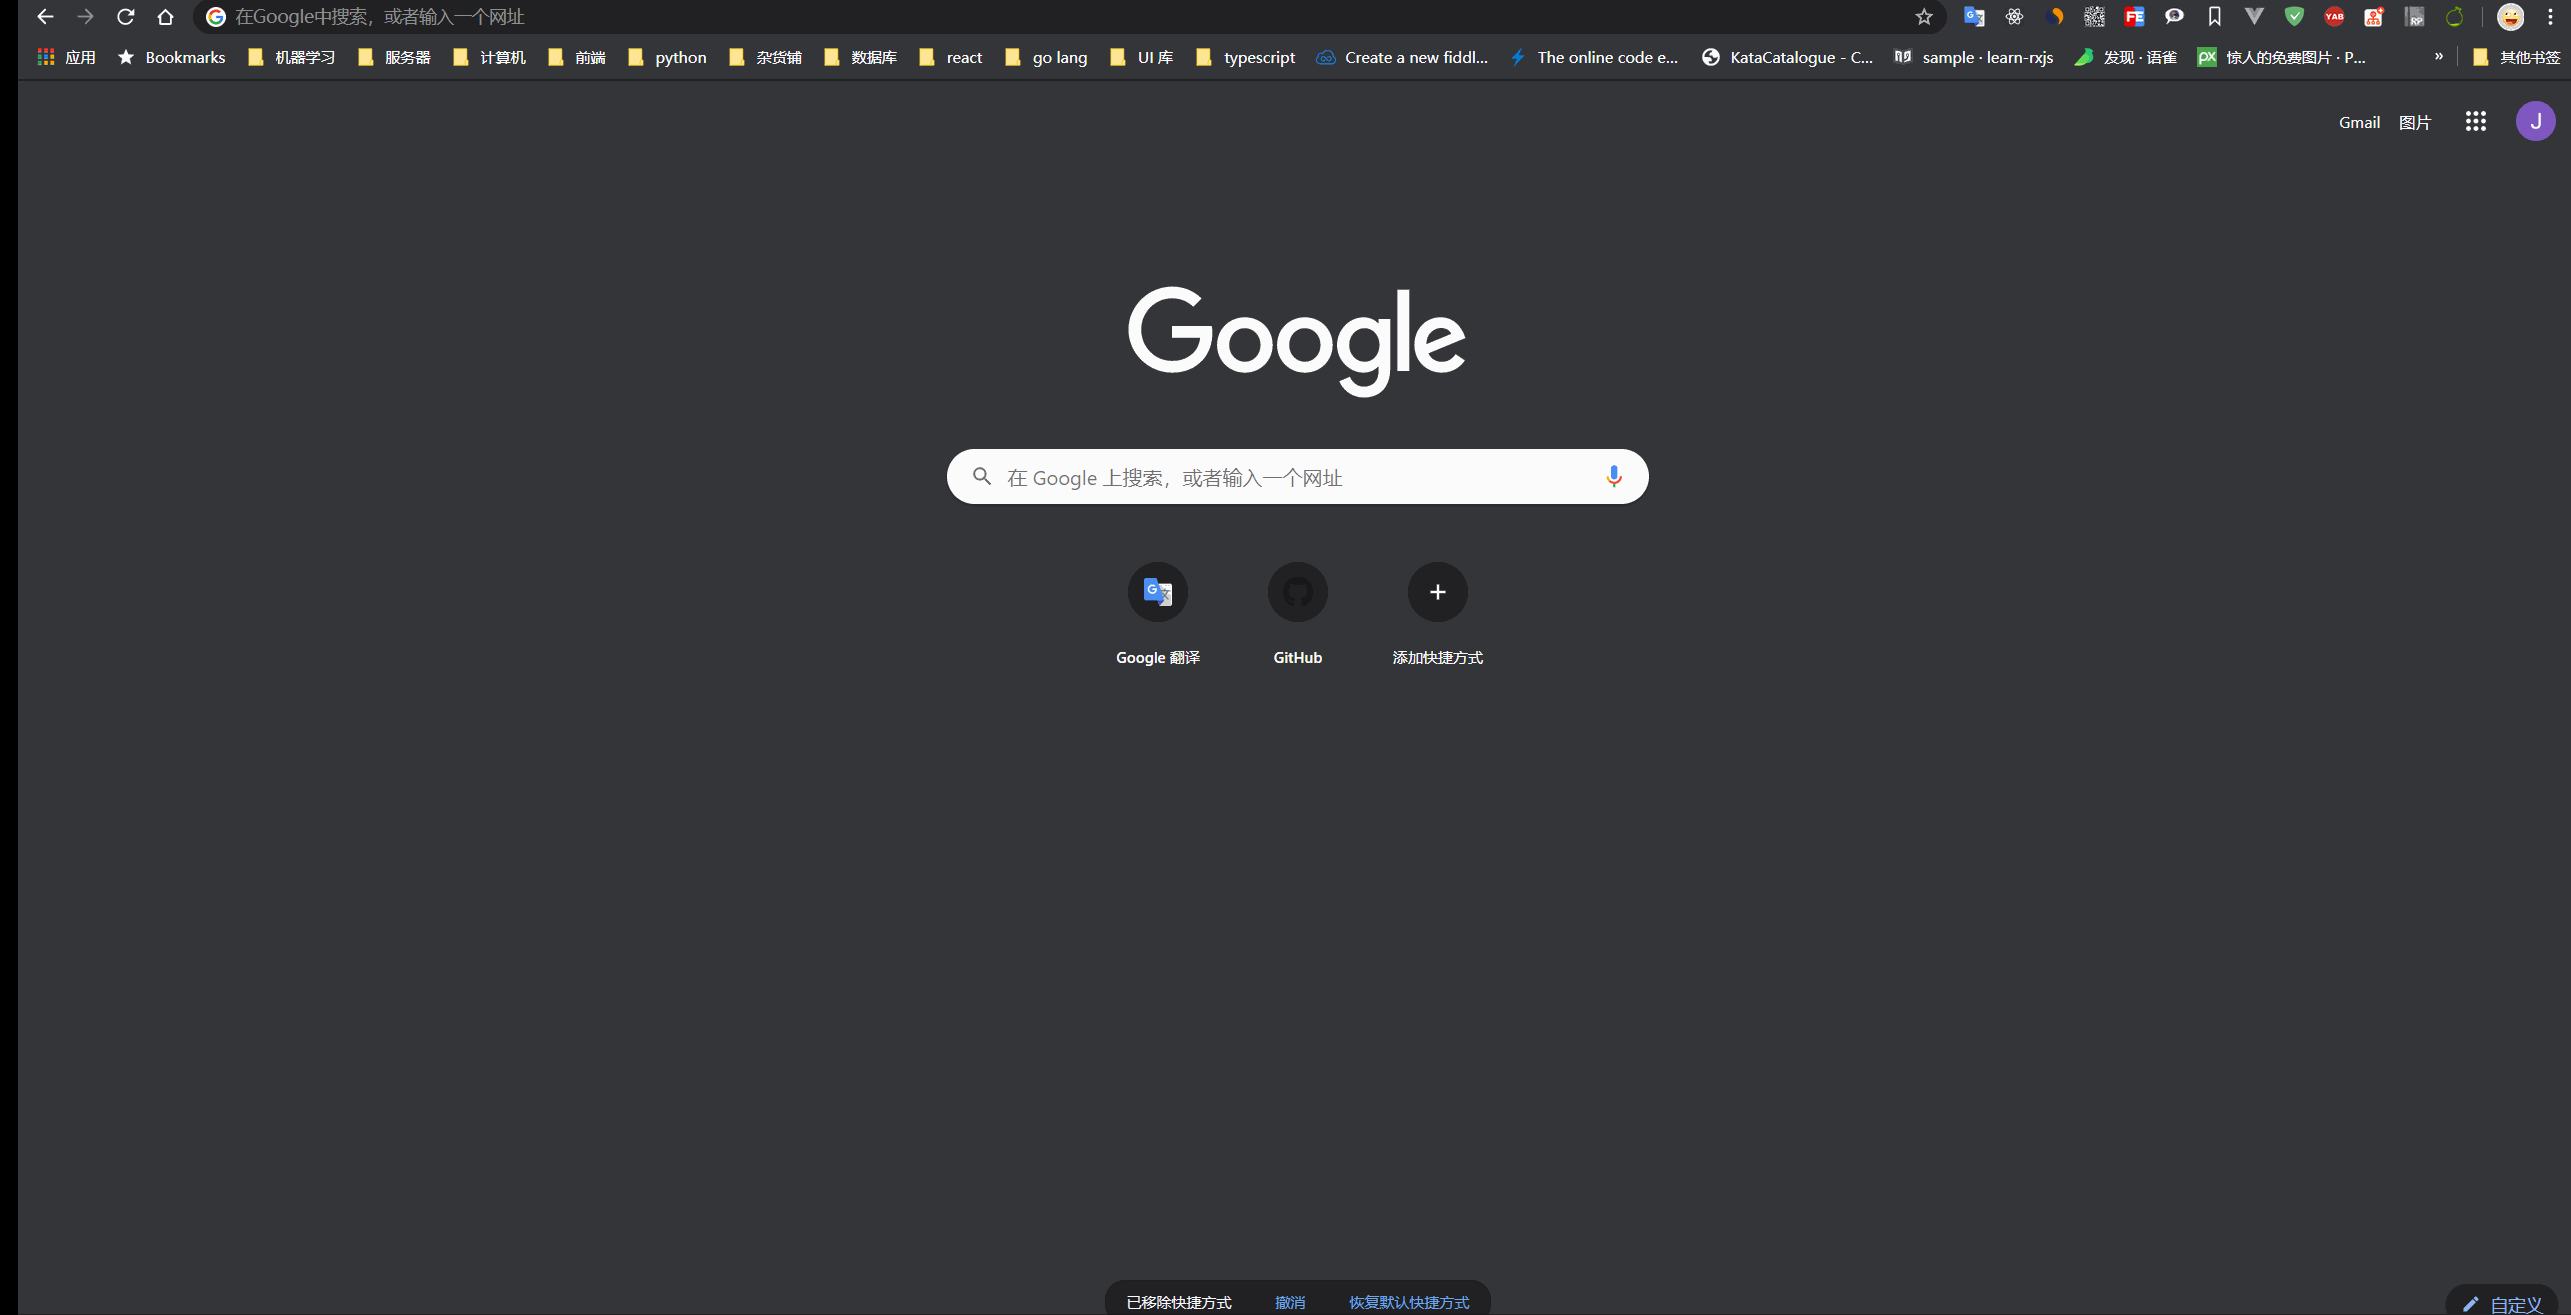 在Google中搜索，或者输入一个网址
应用 Bookmarks 机器学习 服务器 计算机 前端 python 杂货铺 数据库 react go lang UI 库 typescript Create a new fiddl... The online code e... KataCatalogue - C... sample · learn-rxjs 发现 · 语雀 惊人的免费图片 · P... » 其他书签
Gmail 图片 J
Google
在 Google 上搜索，或者输入一个网址
Google 翻译 GitHub 添加快捷方式
已移除快捷方式 撤消 恢复默认快捷方式 自定义